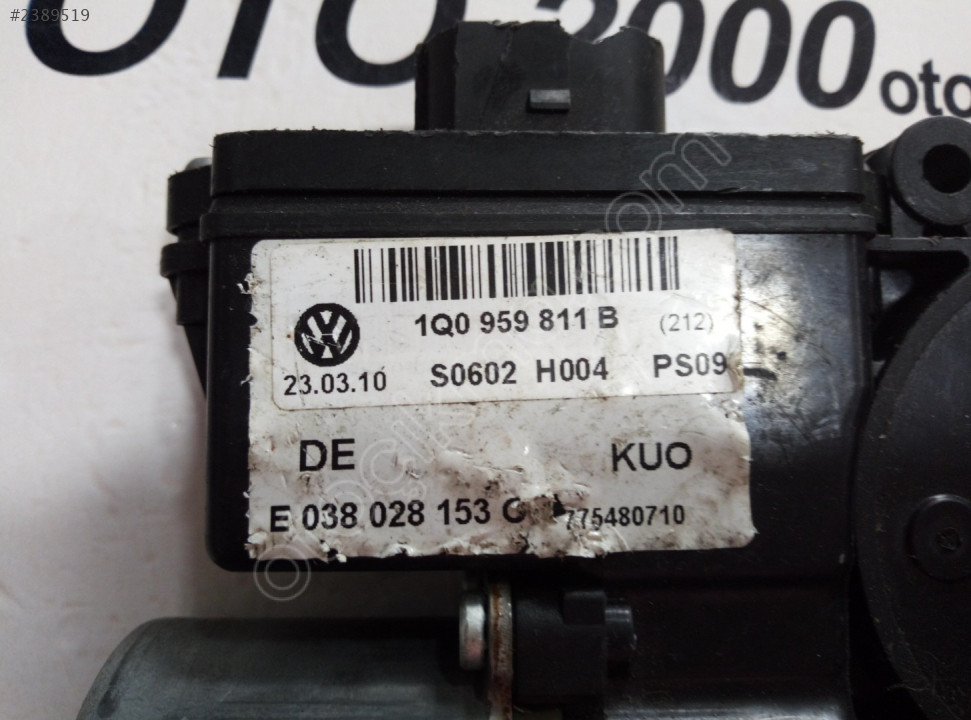 #2389519
OTO 2000
oto
1Q0 959 811 B (212)
23.03.10 S0602 H004 PS09
DE KUO
E 038 028 153 775480710